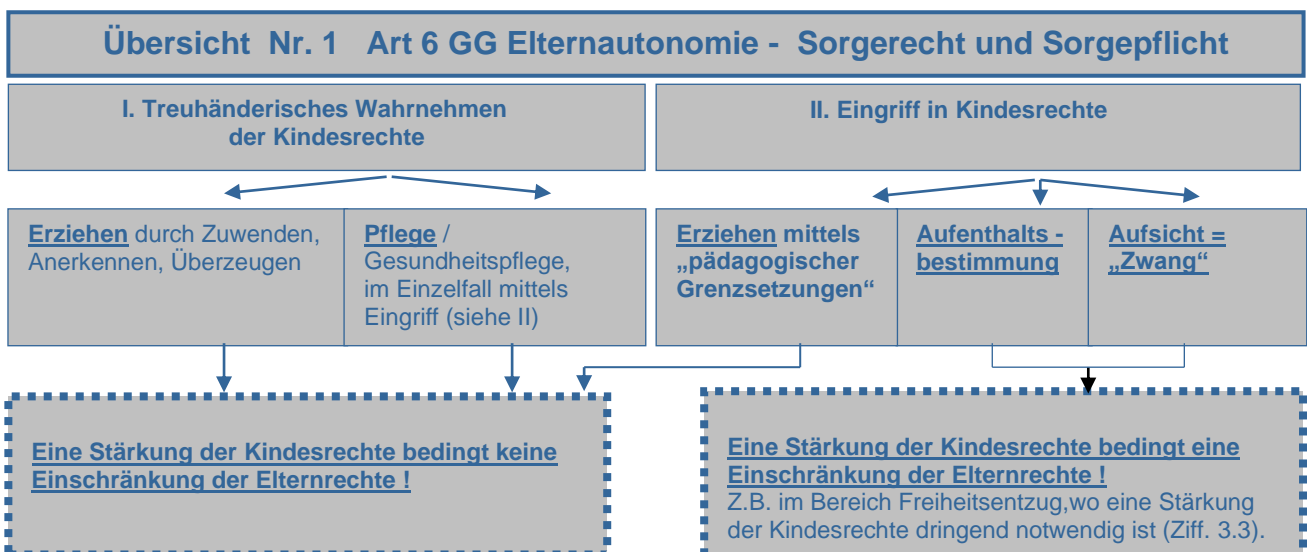 Übersicht Nr. 1 Art 6 GG Elternautonomie - Sorgerecht und Sorgepflicht
I. Treuhänderisches Wahrnehmen
der Kindesrechte
II. Eingriff in Kindesrechte
Erziehen durch Zuwenden,
Anerkennen, Überzeugen
Pflege /
Gesundheitspflege,
im Einzelfall mittels
Eingriff (siehe II)
Erziehen mittels
„pädagogischer
Grenzsetzungen“
Aufenthalts -
bestimmung
Aufsicht =
„Zwang“
Eine Stärkung der Kindesrechte bedingt keine
Einschränkung der Elternrechte !
Eine Stärkung der Kindesrechte bedingt eine
Einschränkung der Elternrechte !
Z.B. im Bereich Freiheitsentzug,wo eine Stärkung
der Kindesrechte dringend notwendig ist (Ziff. 3.3).